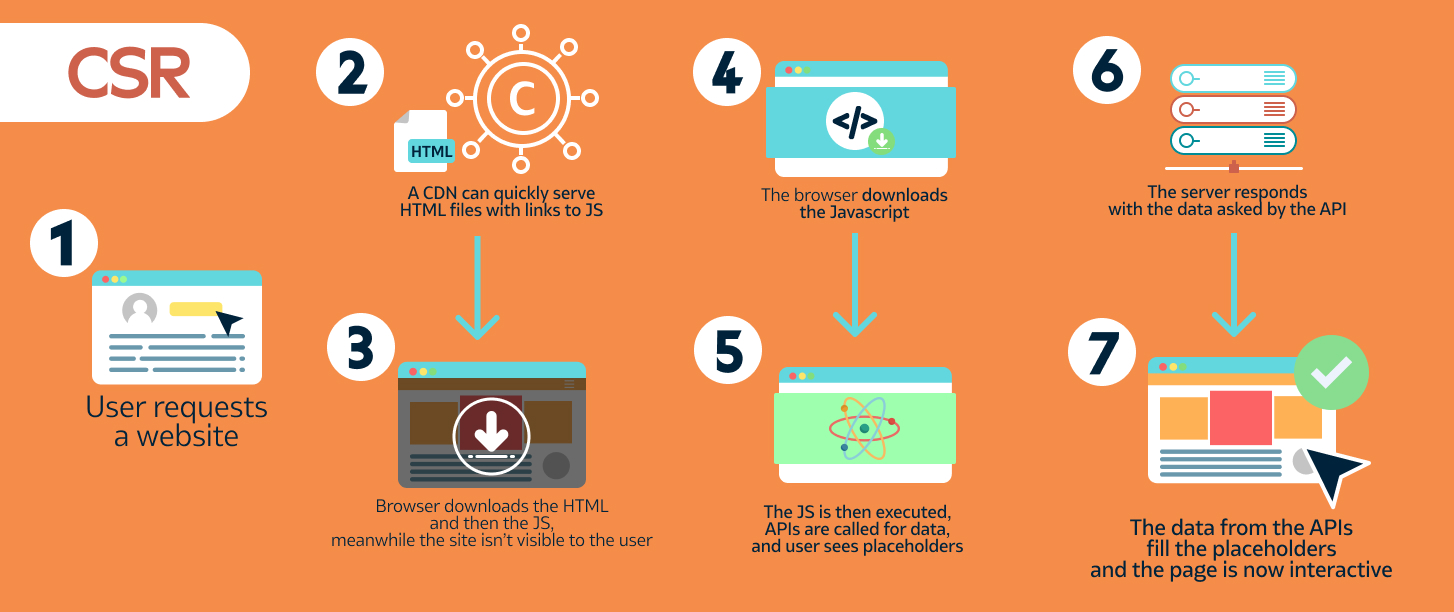 CSR
1
User requests
a website
2
C
HTML
A CDN can quickly serve
HTML files with links to JS
3
Browser downloads the HTML
and then the JS,
meanwhile the site isn't visible to the user
4
</>
The browser downloads
the Javascript
5
The JS is then executed,
APIs are called for data,
and user sees placeholders
6
The server responds
with the data asked by the API
7
The data from the APIs
fill the placeholders
and the page is now interactive